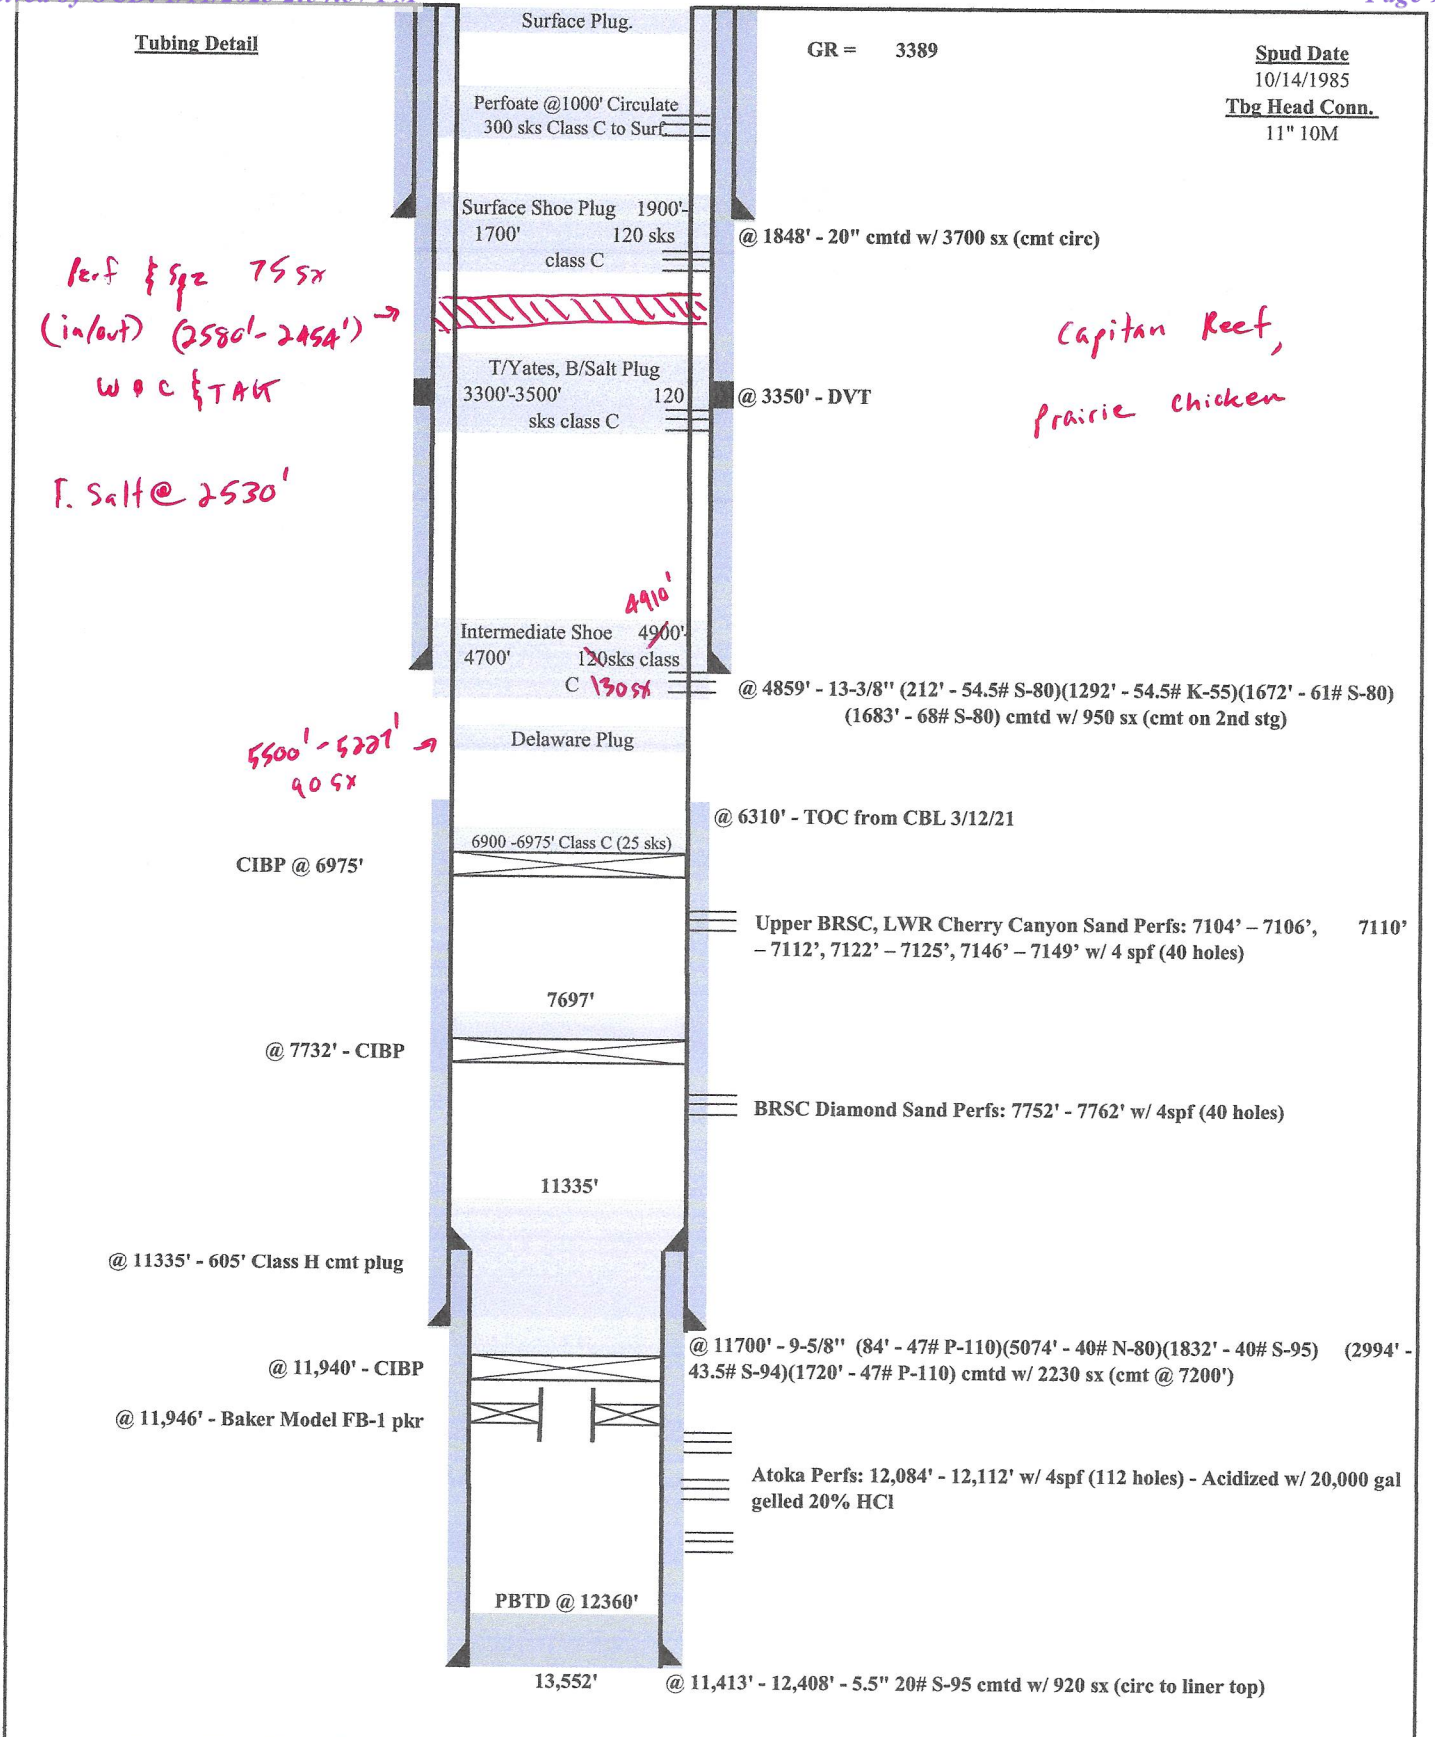 Surface Plug.
Tubing Detail
GR = 3389
Spud Date
10/14/1985
Tbg Head Conn.
11" 10M
Perfoate @1000' Circulate
300 sks Class C to Surf.
Surface Shoe Plug 1900'-
1700' 120 sks
class C
@ 1848' - 20" cmtd w/ 3700 sx (cmt circ)
Perf & Sqz 75 sx
(in/out) (2580'-2454')
WOC & TAG
Capitan Reef,
Prairie Chicken
T/Yates, B/Salt Plug
3300'-3500' 120
sks class C
@ 3350' - DVT
T. Salt @ 2530'
4910'
Intermediate Shoe 4900'-
4700' 120sks class
C 130 sx
@ 4859' - 13-3/8" (212' - 54.5# S-80)(1292' - 54.5# K-55)(1672' - 61# S-80)
(1683' - 68# S-80) cmtd w/ 950 sx (cmt on 2nd stg)
5500'-5227'
90 sx
Delaware Plug
@ 6310' - TOC from CBL 3/12/21
6900 -6975' Class C (25 sks)
CIBP @ 6975'
Upper BRSC, LWR Cherry Canyon Sand Perfs: 7104’ – 7106’, 7110’
– 7112’, 7122’ – 7125’, 7146’ – 7149’ w/ 4 spf (40 holes)
7697'
@ 7732' - CIBP
BRSC Diamond Sand Perfs: 7752' - 7762' w/ 4spf (40 holes)
11335'
@ 11335' - 605' Class H cmt plug
@ 11700' - 9-5/8" (84' - 47# P-110)(5074' - 40# N-80)(1832' - 40# S-95) (2994' -
43.5# S-94)(1720' - 47# P-110) cmtd w/ 2230 sx (cmt @ 7200')
@ 11,940' - CIBP
@ 11,946' - Baker Model FB-1 pkr
Atoka Perfs: 12,084' - 12,112' w/ 4spf (112 holes) - Acidized w/ 20,000 gal
gelled 20% HCl
PBTD @ 12360'
13,552'
@ 11,413' - 12,408' - 5.5" 20# S-95 cmtd w/ 920 sx (circ to liner top)